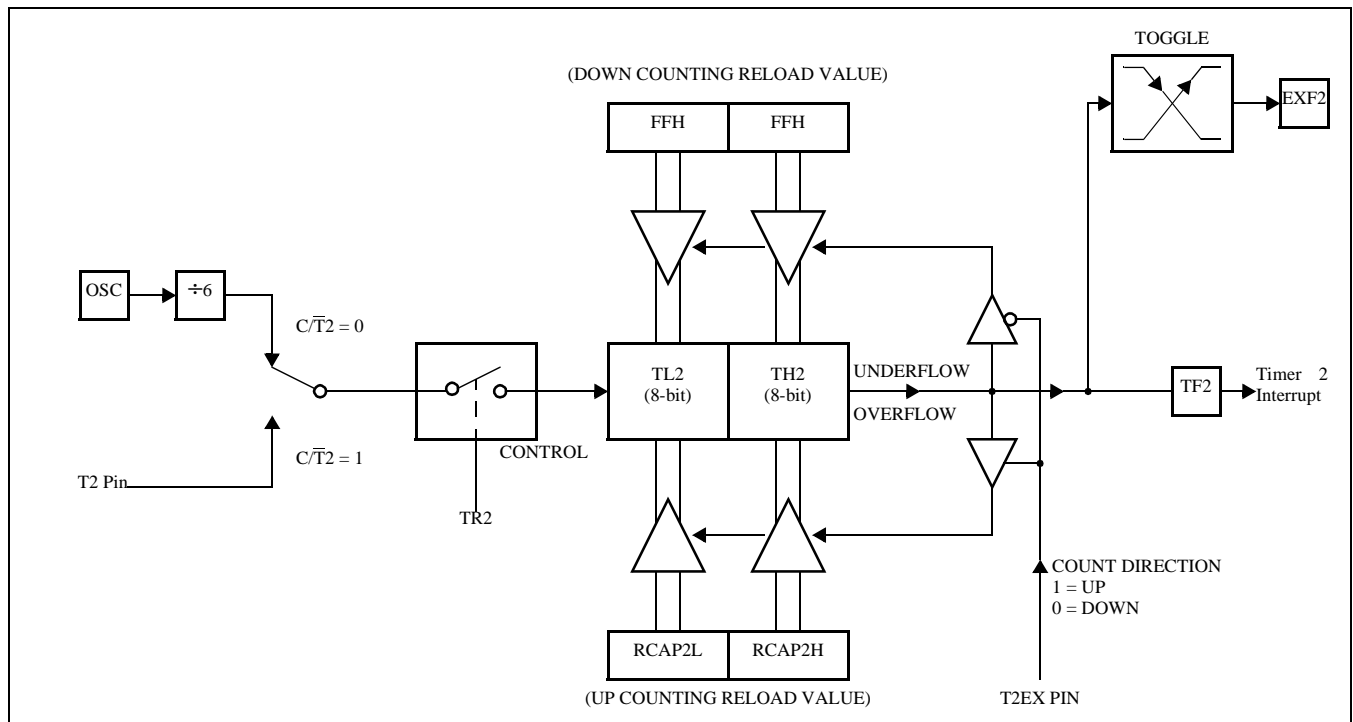 TOGGLE
(DOWN COUNTING RELOAD VALUE)
FFH
FFH
EXF2
OSC
÷6
C/T̅2 = 0
TL2
(8-bit)
TH2
(8-bit)
UNDERFLOW
OVERFLOW
TF2
Timer 2
Interrupt
CONTROL
C/T̅2 = 1
T2 Pin
TR2
COUNT DIRECTION
1 = UP
0 = DOWN
RCAP2L
RCAP2H
(UP COUNTING RELOAD VALUE)
T2EX PIN